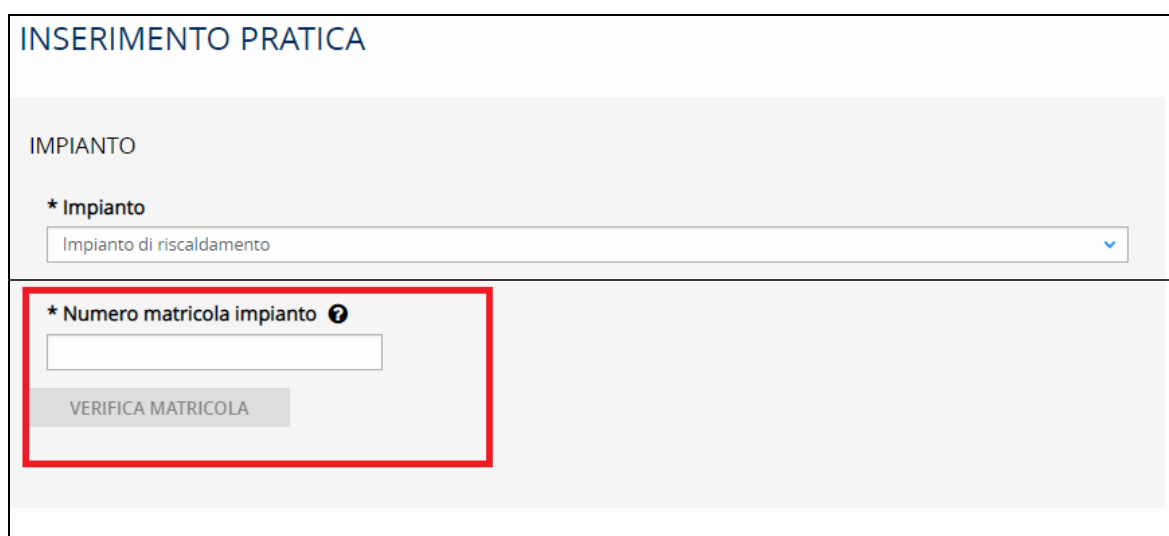 INSERIMENTO PRATICA
IMPIANTO
* Impianto
Impianto di riscaldamento
* Numero matricola impianto ?
VERIFICA MATRICOLA